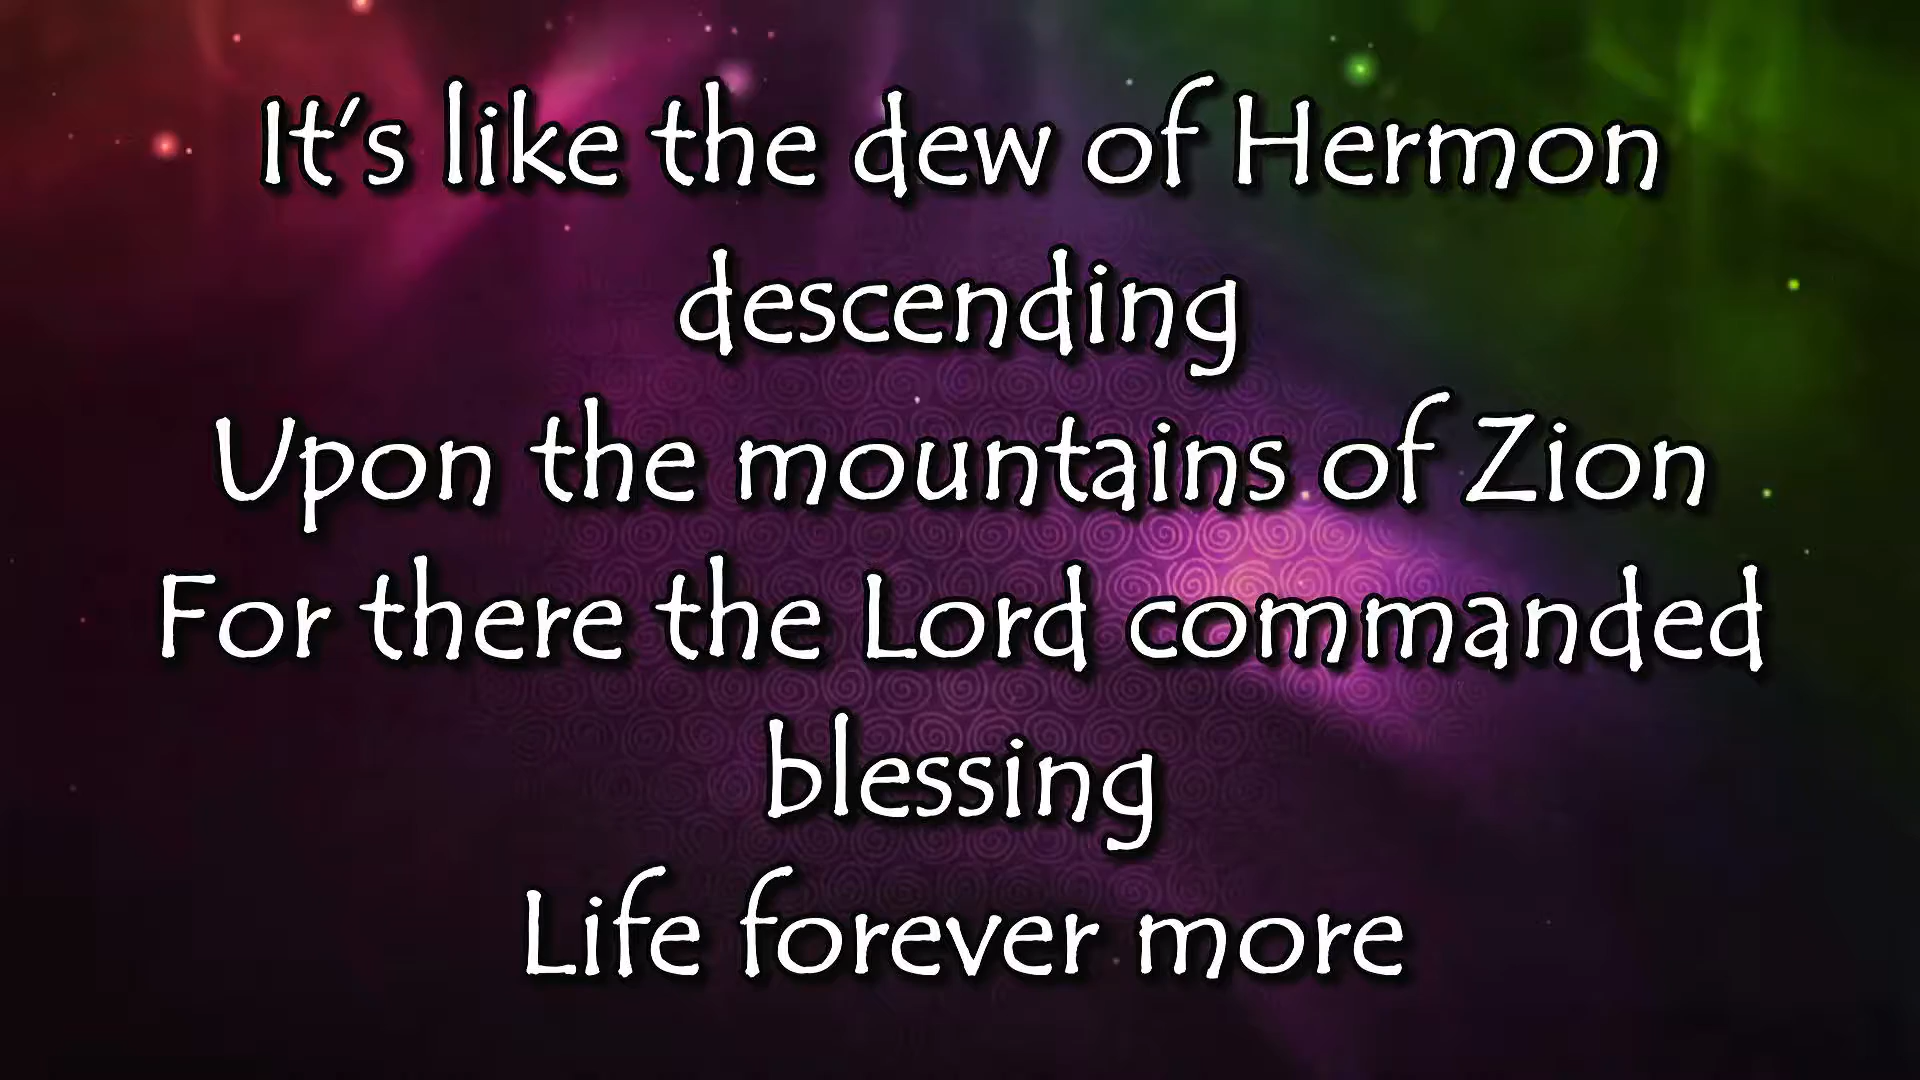 It's like the dew of Hermon
descending
Upon the mountains of Zion
For there the Lord commanded
blessing
Life forever more